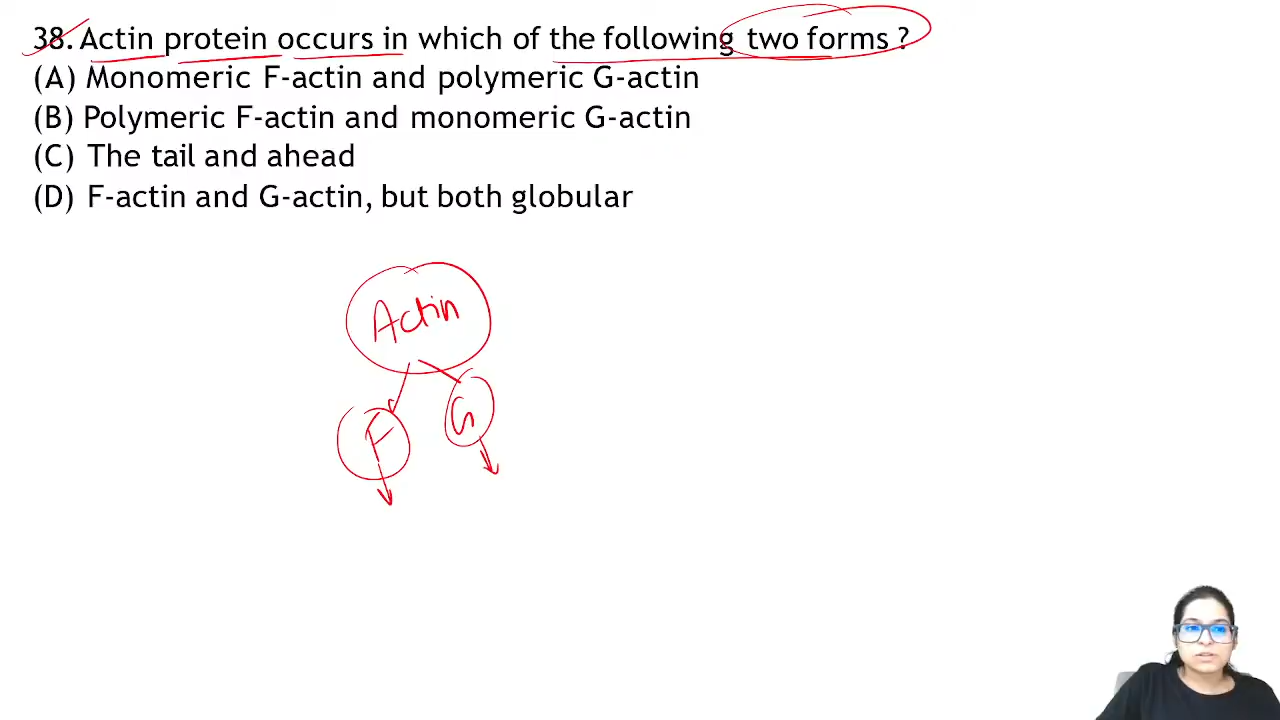 38. Actin protein occurs in which of the following two forms ?
(A) Monomeric F-actin and polymeric G-actin
(B) Polymeric F-actin and monomeric G-actin
(C) The tail and ahead
(D) F-actin and G-actin, but both globular
Actin
F G